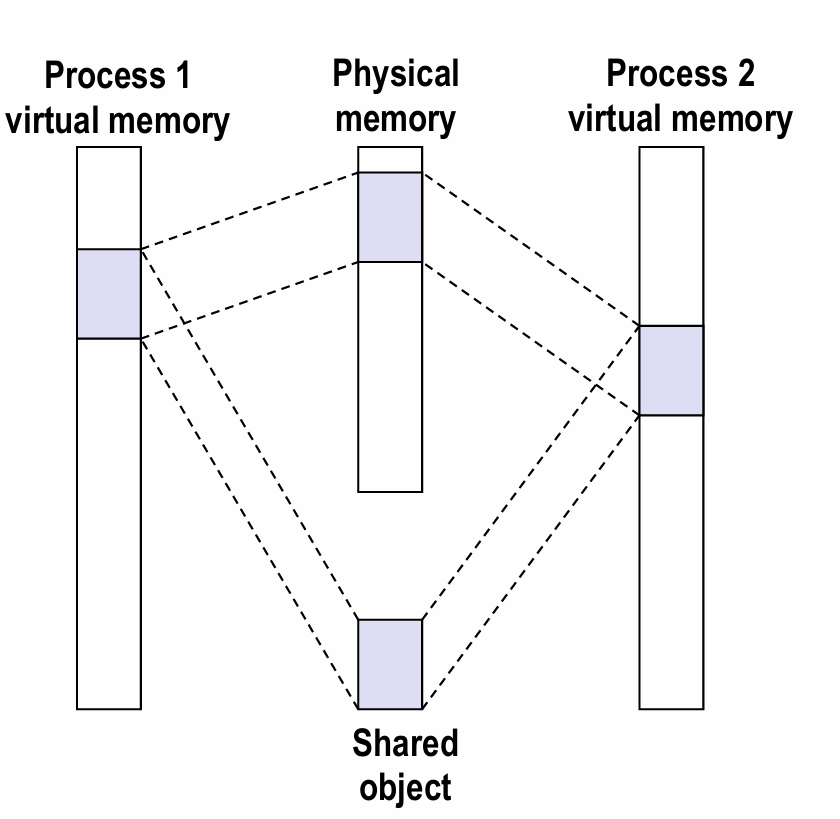 Process 1
virtual memory
Physical
memory
Process 2
virtual memory
Shared
object